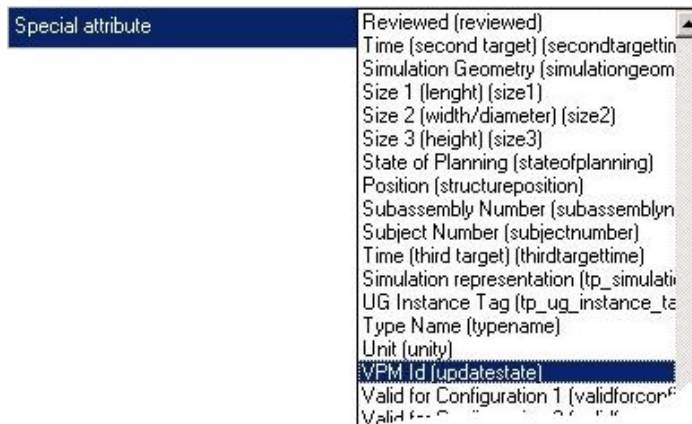 Special attribute
Reviewed (reviewed)
Time (second target) (secondtargettim
Simulation Geometry (simulationgeom
Size 1 (lenght) (size1)
Size 2 (width/diameter) (size2)
Size 3 (height) (size3)
State of Planning (stateofplanning)
Position (structureposition)
Subassembly Number (subassemblyn
Subject Number (subjectnumber)
Time (third target) (thirdtargettime)
Simulation representation (tp_simulati
UG Instance Tag (tp_ug_instance_ta
Type Name (typename)
Unit (unity)
VPM Id (updatestate)
Valid for Configuration 1 (validforconfi